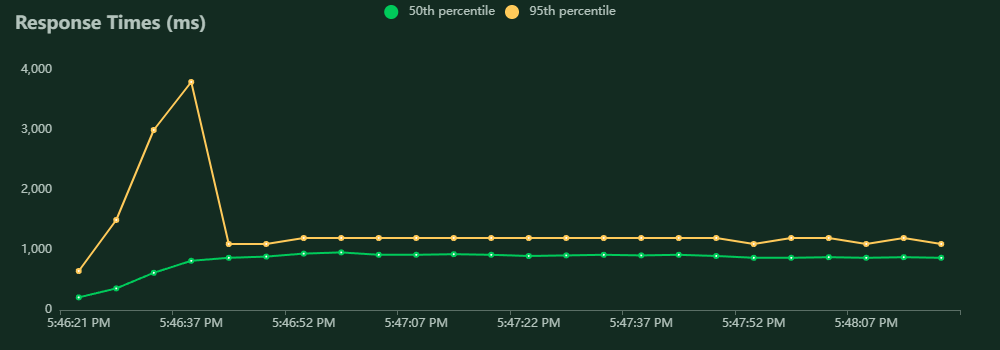 50th percentile 95th percentile
Response Times (ms)
4,000
3,000
2,000
1,000
0
5:46:21 PM 5:46:37 PM 5:46:52 PM 5:47:07 PM 5:47:22 PM 5:47:37 PM 5:47:52 PM 5:48:07 PM